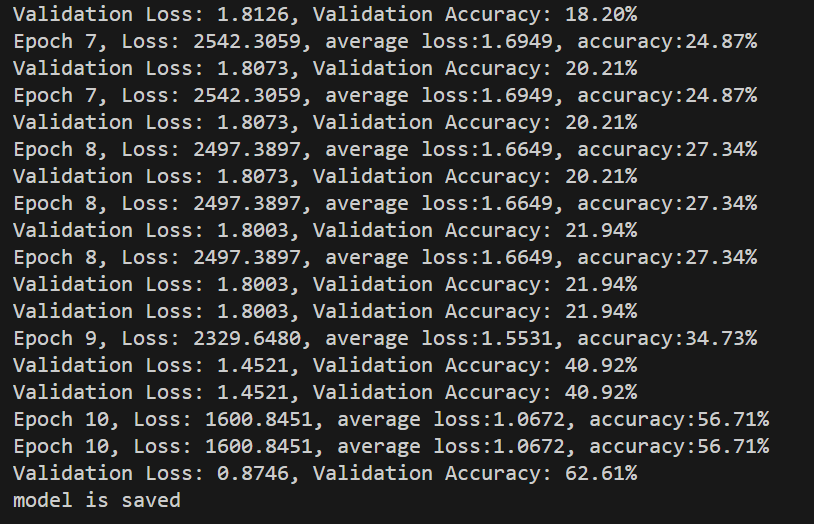 Validation Loss: 1.8126, Validation Accuracy: 18.20%
Epoch 7, Loss: 2542.3059, average loss:1.6949, accuracy:24.87%
Validation Loss: 1.8073, Validation Accuracy: 20.21%
Epoch 7, Loss: 2542.3059, average loss:1.6949, accuracy:24.87%
Validation Loss: 1.8073, Validation Accuracy: 20.21%
Epoch 8, Loss: 2497.3897, average loss:1.6649, accuracy:27.34%
Validation Loss: 1.8073, Validation Accuracy: 20.21%
Epoch 8, Loss: 2497.3897, average loss:1.6649, accuracy:27.34%
Validation Loss: 1.8003, Validation Accuracy: 21.94%
Epoch 8, Loss: 2497.3897, average loss:1.6649, accuracy:27.34%
Validation Loss: 1.8003, Validation Accuracy: 21.94%
Validation Loss: 1.8003, Validation Accuracy: 21.94%
Epoch 9, Loss: 2329.6480, average loss:1.5531, accuracy:34.73%
Validation Loss: 1.4521, Validation Accuracy: 40.92%
Validation Loss: 1.4521, Validation Accuracy: 40.92%
Epoch 10, Loss: 1600.8451, average loss:1.0672, accuracy:56.71%
Epoch 10, Loss: 1600.8451, average loss:1.0672, accuracy:56.71%
Validation Loss: 0.8746, Validation Accuracy: 62.61%
model is saved